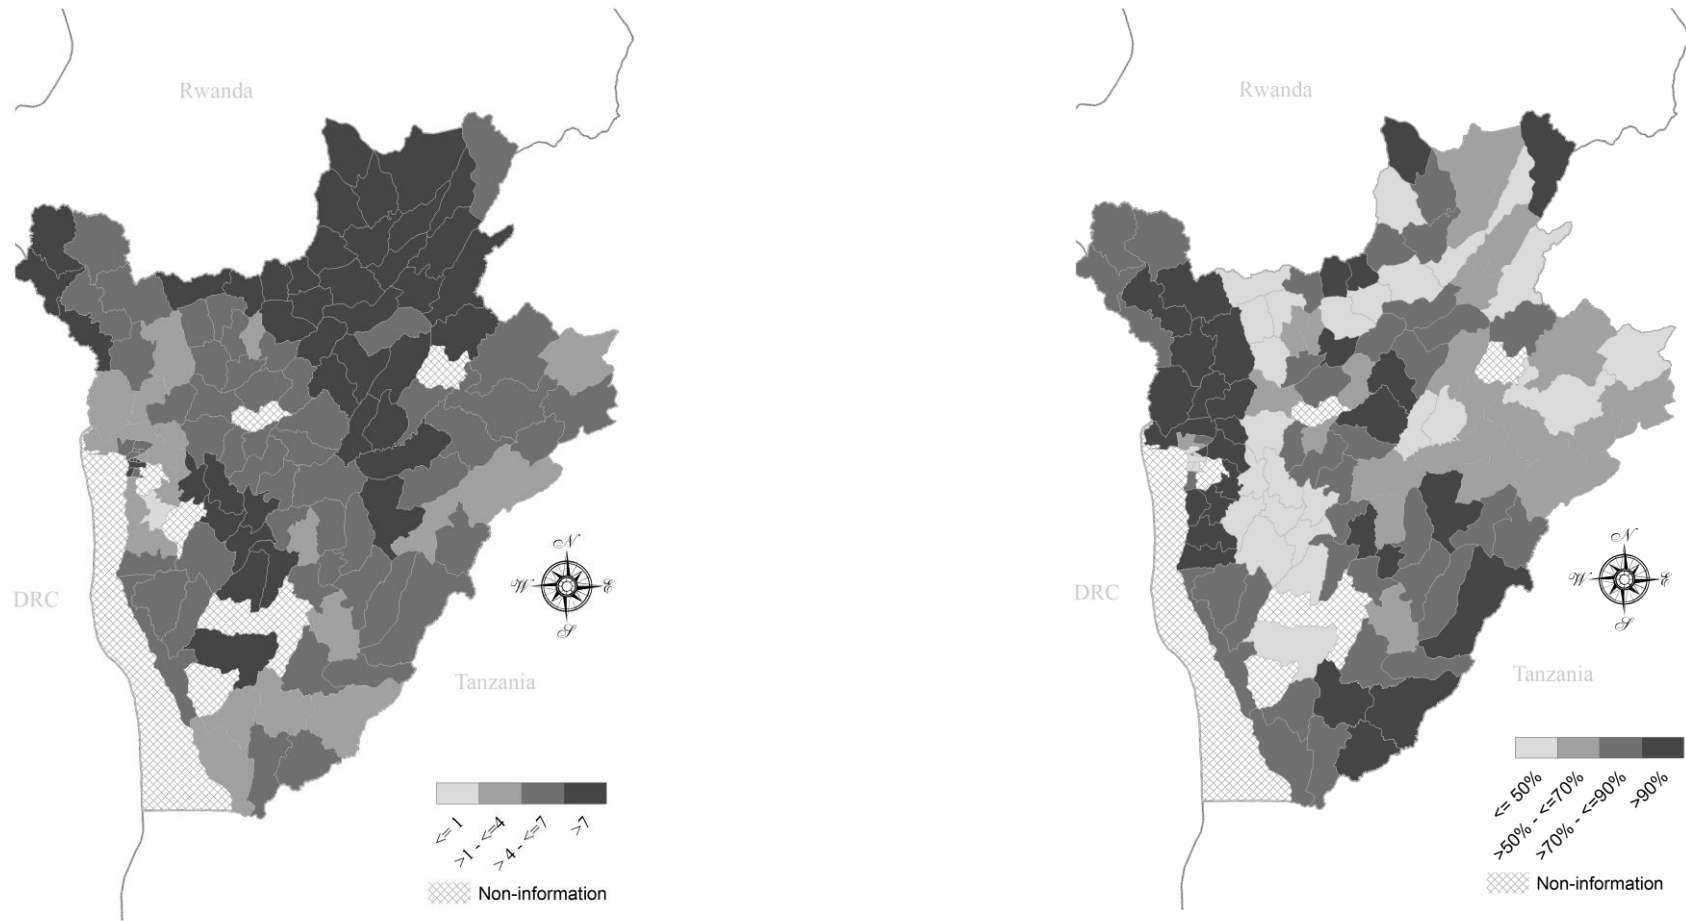 Rwanda
N
W
E
S
DRC
Tanzania
<= 1
>1 - <=4
>4 - <=7
>7
Non-information
Rwanda
N
W
E
S
DRC
Tanzania
<= 50%
>50% - <=70%
>70% - <=90%
>90%
Non-information